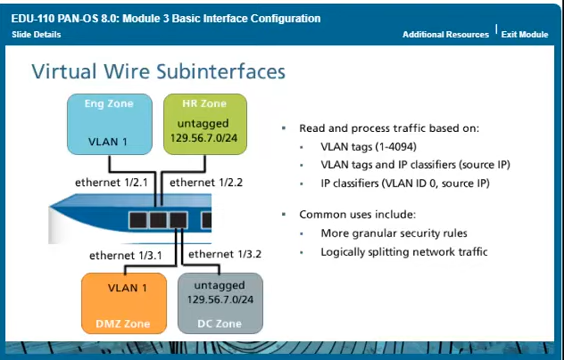 EDU-110 PAN-OS 8.0: Module 3 Basic Interface Configuration
Slide Details
Additional Resources
Exit Module
Virtual Wire Subinterfaces
Eng Zone
VLAN 1
HR Zone
untagged
129.56.7.0/24
ethernet 1/2.1
ethernet 1/2.2
ethernet 1/3.1
ethernet 1/3.2
VLAN 1
DMZ Zone
untagged
129.56.7.0/24
DC Zone
Read and process traffic based on:
VLAN tags (1-4094)
VLAN tags and IP classifiers (source IP)
IP classifiers (VLAN ID 0, source IP)
Common uses include:
More granular security rules
Logically splitting network traffic